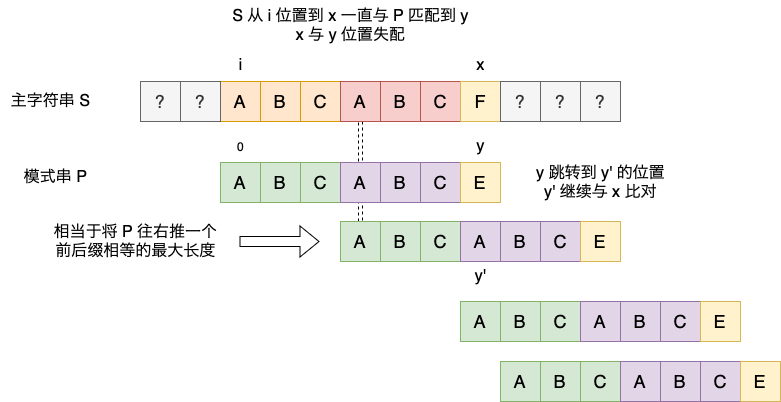 S 从 i 位置到 x 一直与 P 匹配到 y
x 与 y 位置失配
i x
主字符串 S ? ? A B C A B C F ? ? ?
0 y
模式串 P A B C A B C E
y 跳转到 y' 的位置
y' 继续与 x 比对
相当于将 P 往右推一个
前后缀相等的最大长度
A B C A B C E
y'
A B C A B C E
A B C A B C E